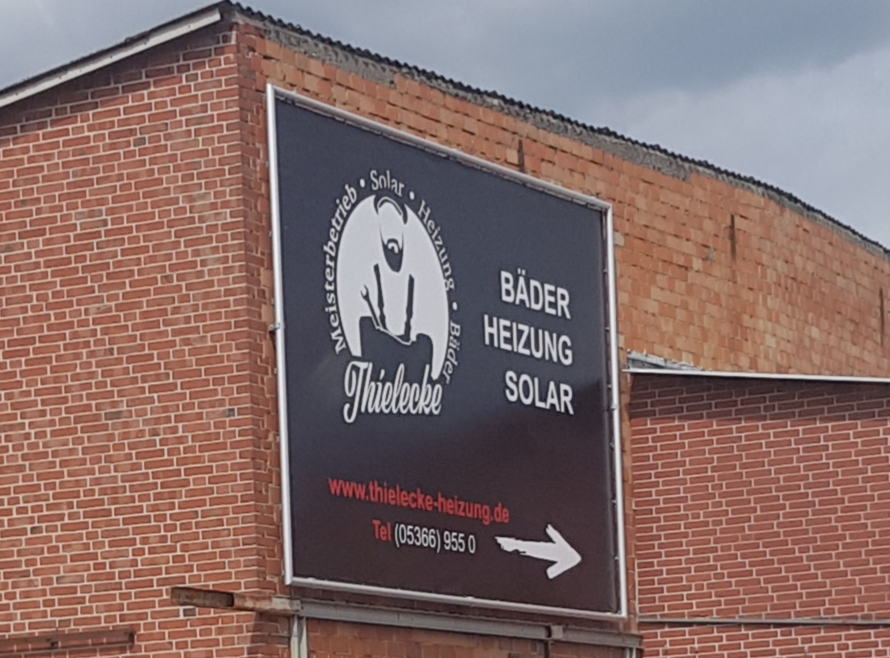 Meisterbetrieb • Solar • Heizung • Bäder
Thielecke
BÄDER
HEIZUNG
SOLAR
www.thielecke-heizung.de
Tel (05366) 955 0